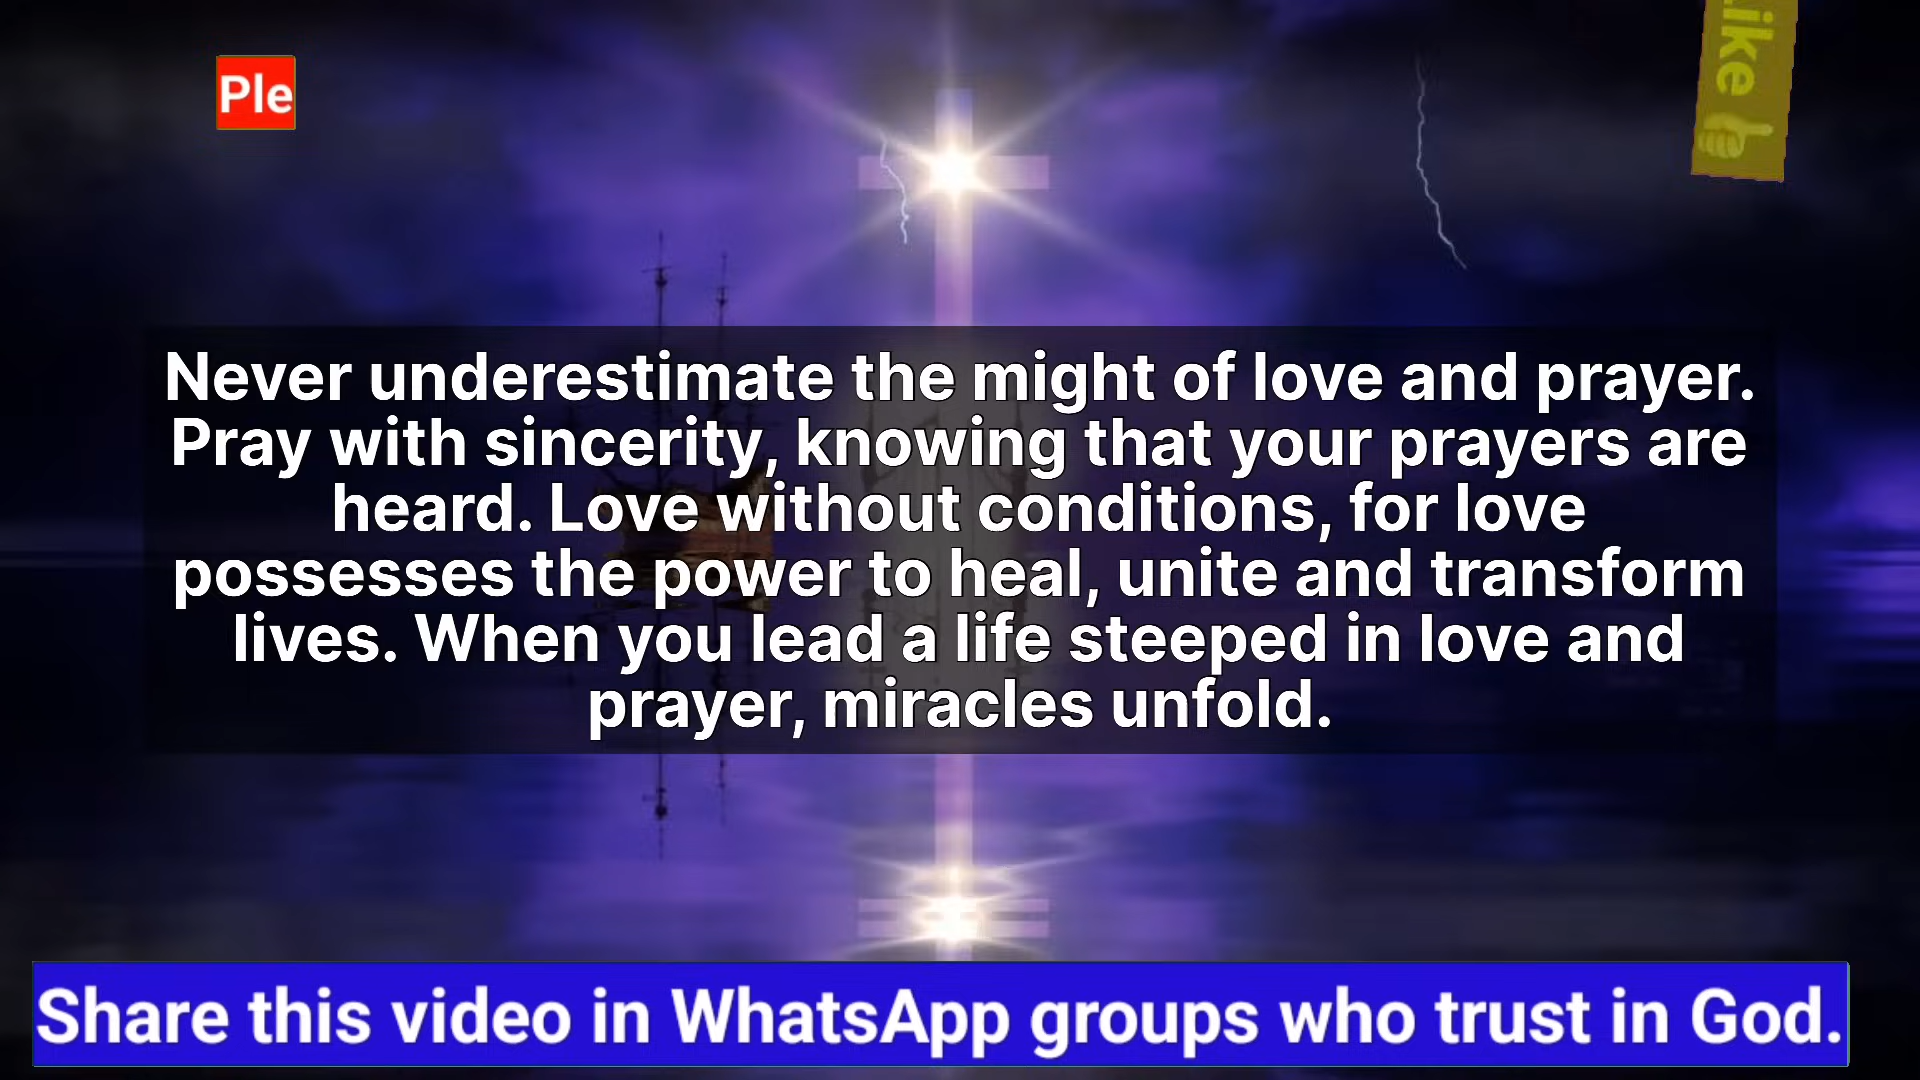 Ple
Like
Never underestimate the might of love and prayer.
Pray with sincerity, knowing that your prayers are
heard. Love without conditions, for love
possesses the power to heal, unite and transform
lives. When you lead a life steeped in love and
prayer, miracles unfold.
Share this video in WhatsApp groups who trust in God.